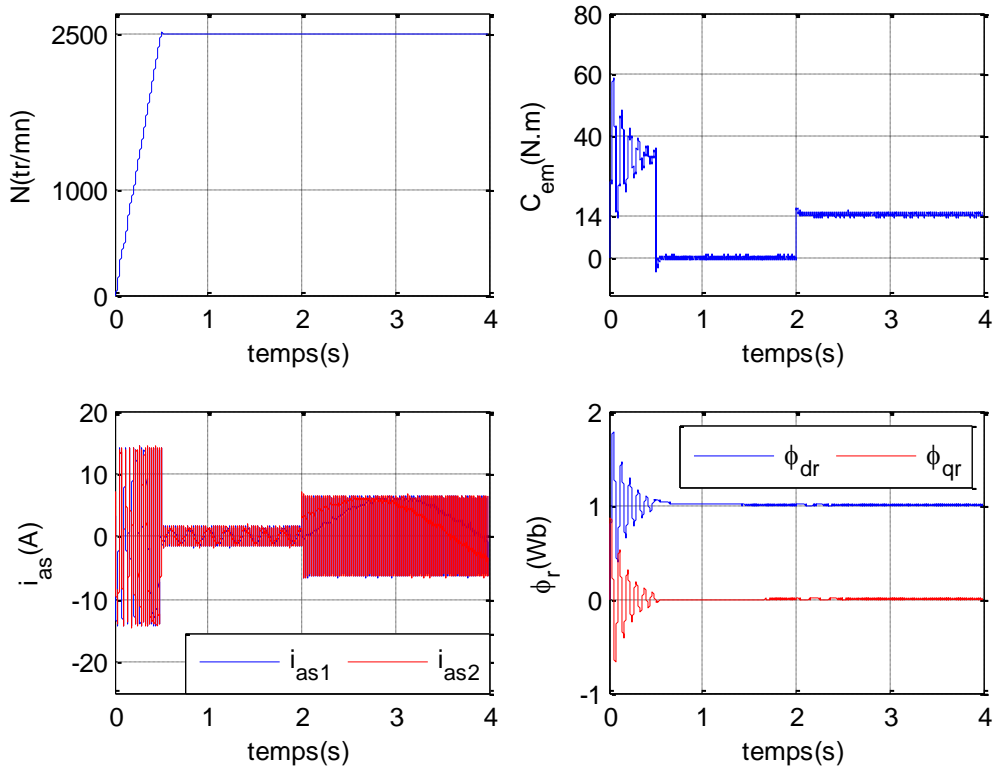 N(tr/mn)
2500
1000
0
0 1 2 3 4
temps(s)
C_em(N.m)
80
60
40
14
0
0 1 2 3 4
temps(s)
i_as(A)
20
10
0
-10
-20
i_as1 i_as2
0 1 2 3 4
temps(s)
ϕ_r(Wb)
2
1
0
-1
ϕ_dr ϕ_qr
0 1 2 3 4
temps(s)